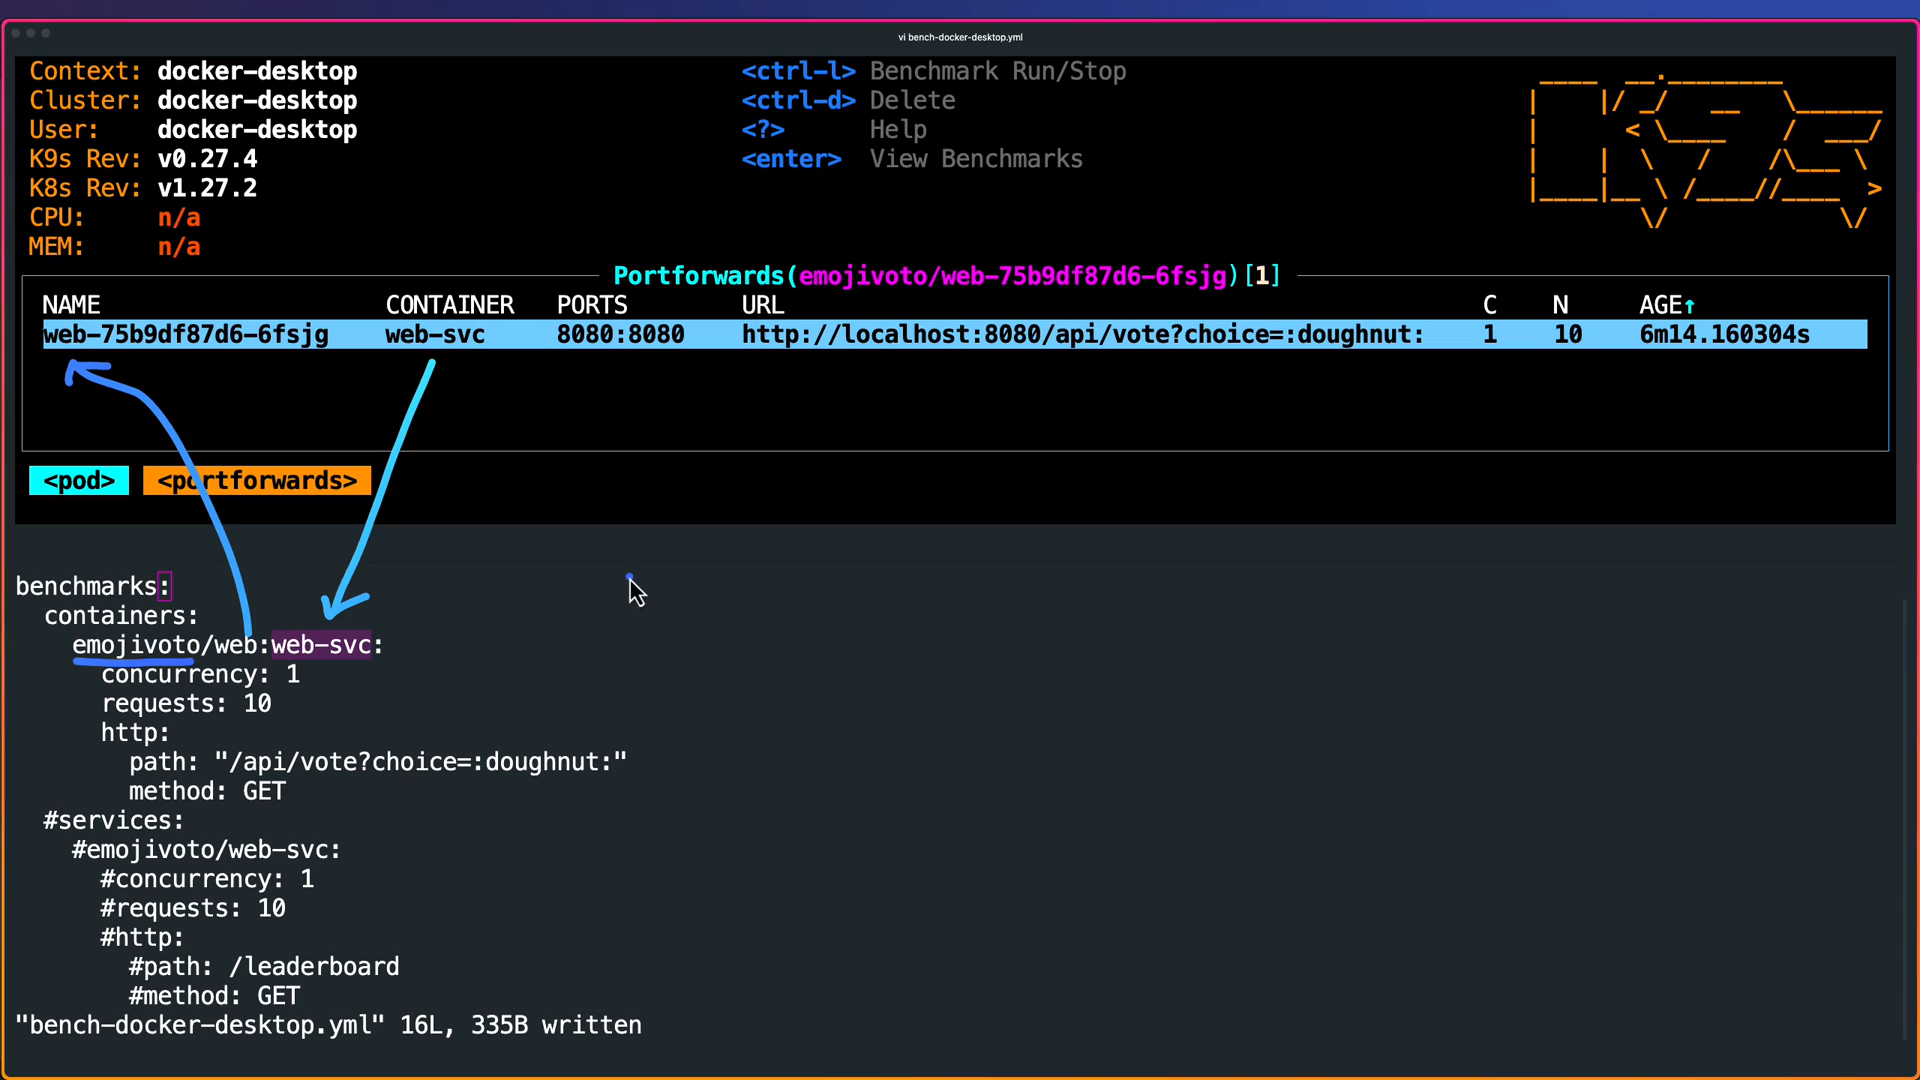 vi bench-docker-desktop.yml
Context: docker-desktop
Cluster: docker-desktop
User: docker-desktop
K9s Rev: v0.27.4
K8s Rev: v1.27.2
CPU: n/a
MEM: n/a
<ctrl-l> Benchmark Run/Stop
<ctrl-d> Delete
<?> Help
<enter> View Benchmarks
Portforwards(emojivoto/web-75b9df87d6-6fsjg)[1]
NAME CONTAINER PORTS URL C N AGE↑
web-75b9df87d6-6fsjg web-svc 8080:8080 http://localhost:8080/api/vote?choice=:doughnut: 1 10 6m14.160304s
<pod> <portforwards>
benchmarks:
  containers:
    emojivoto/web:web-svc:
      concurrency: 1
      requests: 10
      http:
        path: "/api/vote?choice=:doughnut:"
        method: GET
  #services:
    #emojivoto/web-svc:
      #concurrency: 1
      #requests: 10
      #http:
        #path: /leaderboard
        #method: GET
"bench-docker-desktop.yml" 16L, 335B written